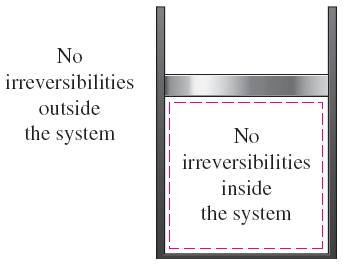 No
irreversibilities
outside
the system
No
irreversibilities
inside
the system